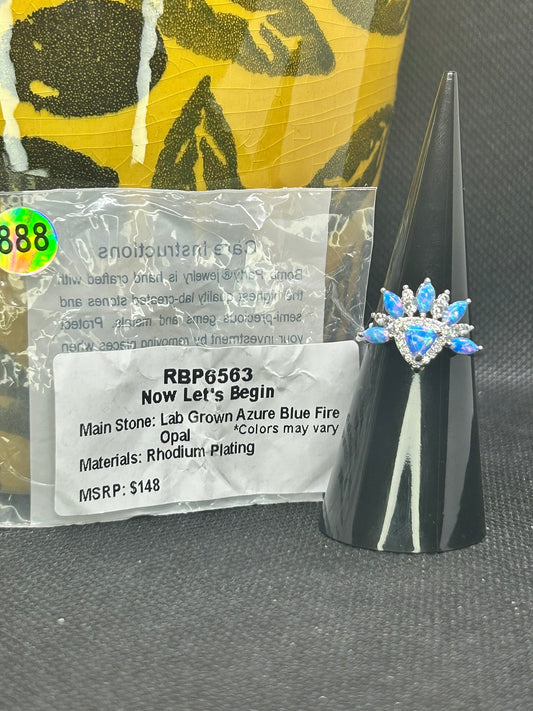 888
Care Instructions
Bomb Party® jewelry is hand crafted with
the highest quality lab-created stones and
semi-precious gems and metals. Protect
your investment by removing pieces when
RBP6563
Now Let's Begin
Main Stone: Lab Grown Azure Blue Fire
Opal *Colors may vary
Materials: Rhodium Plating
MSRP: $148